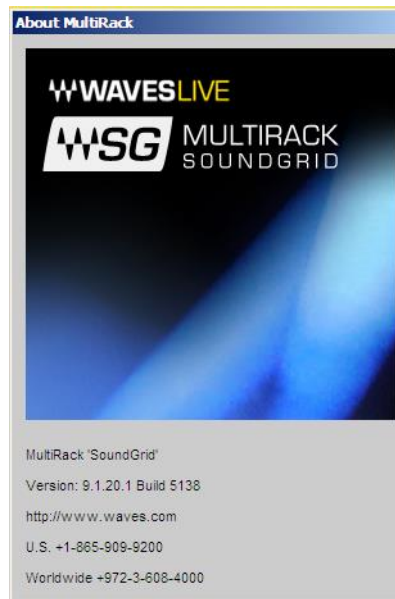 About MultiRack
WAVESLIVE
WSG MULTIRACK
SOUNDGRID
MultiRack 'SoundGrid'
Version: 9.1.20.1 Build 5138
http://www.waves.com
U.S. +1-865-909-9200
Worldwide +972-3-608-4000